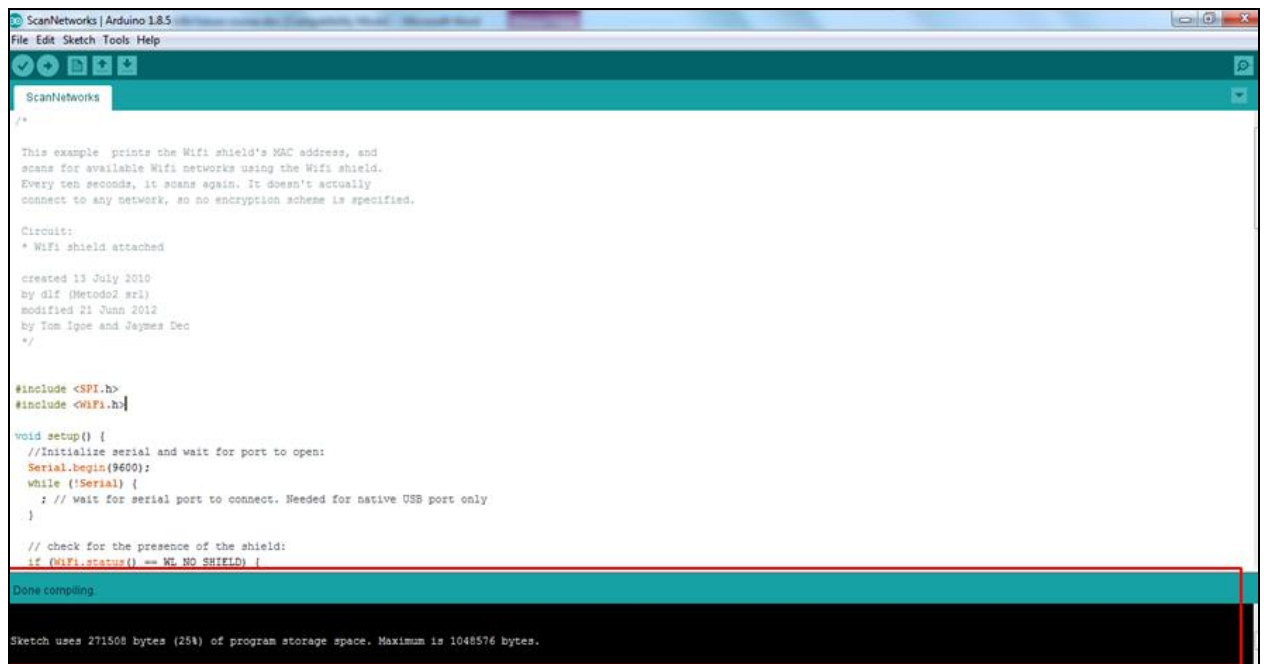 ScanNetworks | Arduino 1.8.5
File Edit Sketch Tools Help
ScanNetworks
/*
This example prints the Wifi shield's MAC address, and
scans for available Wifi networks using the Wifi shield.
Every ten seconds, it scans again. It doesn't actually
connect to any network, so no encryption scheme is specified.
Circuit:
* WiFi shield attached
created 13 July 2010
by dlf (Metodo2 srl)
modified 21 Junn 2012
by Tom Igoe and Jaymes Dec
*/
#include <SPI.h>
#include <WiFi.h>
void setup() {
//Initialize serial and wait for port to open:
Serial.begin(9600);
while (!Serial) {
; // wait for serial port to connect. Needed for native USB port only
}
// check for the presence of the shield:
if (WiFi.status() == WL_NO_SHIELD) {
Done compiling.
Sketch uses 271508 bytes (25%) of program storage space. Maximum is 1048576 bytes.